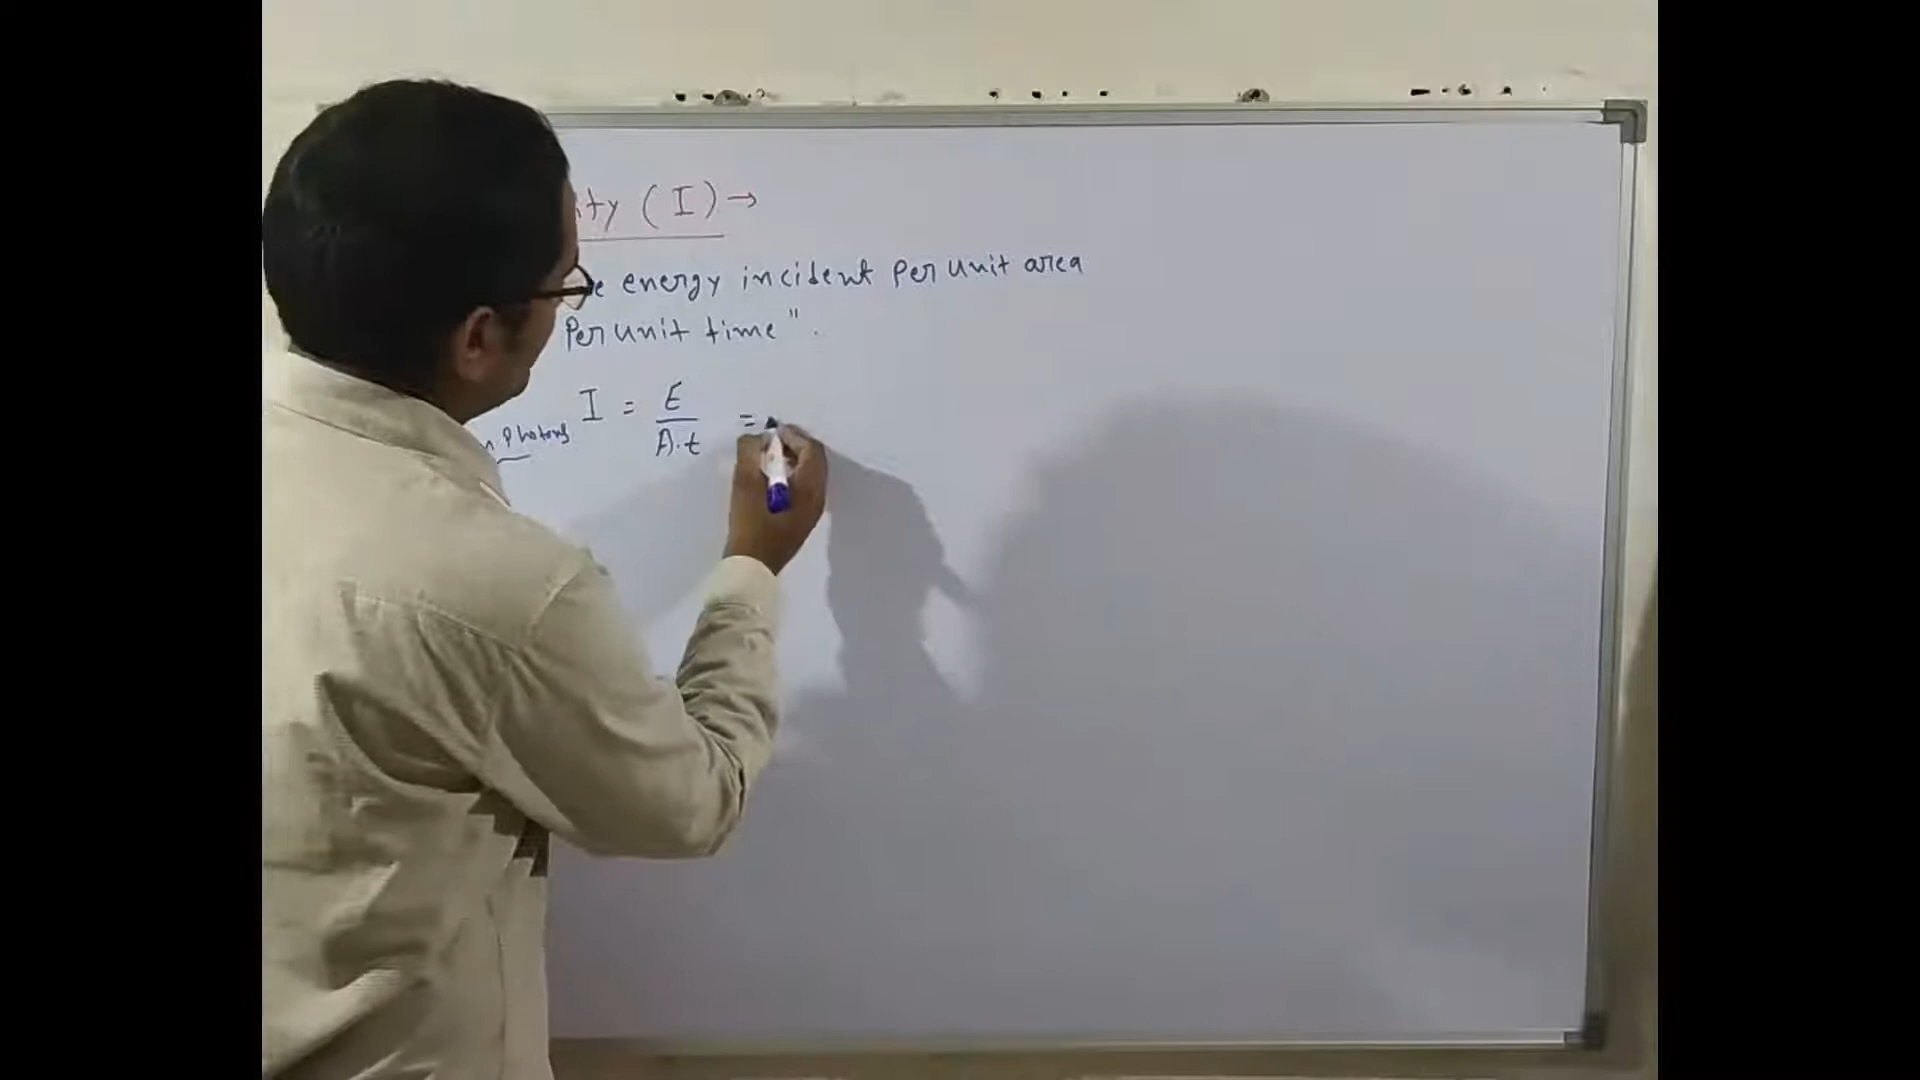 ity (I) →
e energy incident Per unit area
Per unit time".
I = E / A.t =
n Photons